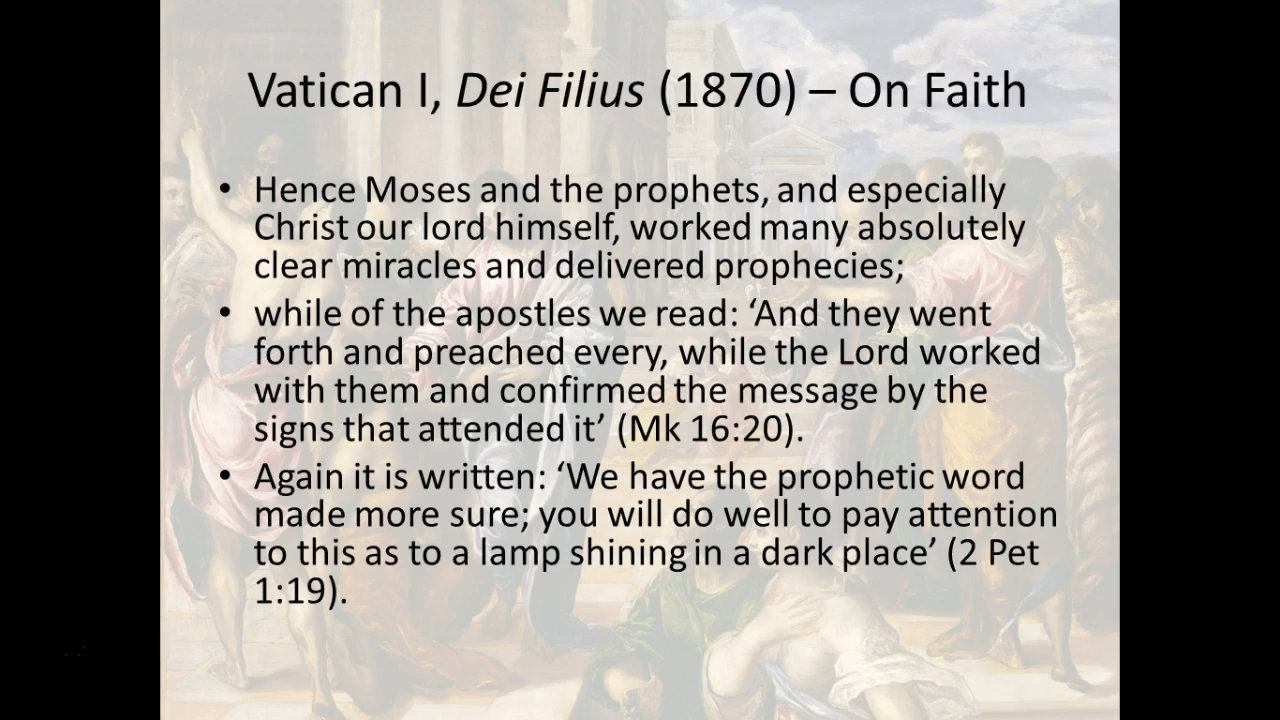 Vatican I, Dei Filius (1870) – On Faith
• Hence Moses and the prophets, and especially
Christ our lord himself, worked many absolutely
clear miracles and delivered prophecies;
• while of the apostles we read: ‘And they went
forth and preached every, while the Lord worked
with them and confirmed the message by the
signs that attended it’ (Mk 16:20).
• Again it is written: ‘We have the prophetic word
made more sure; you will do well to pay attention
to this as to a lamp shining in a dark place’ (2 Pet
1:19).